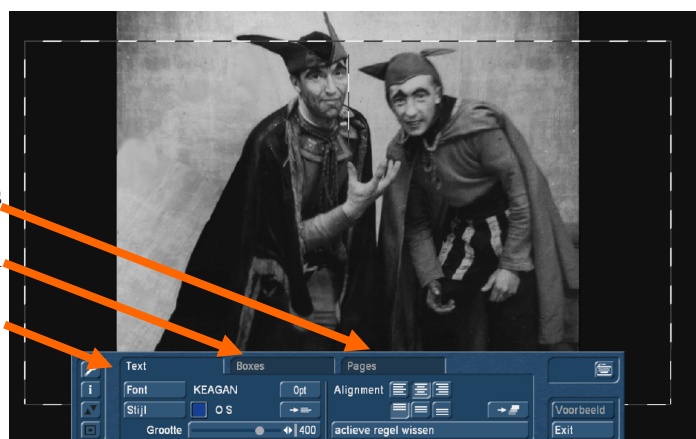 Text Boxes Pages
Font KEAGAN Opt Alignment
i Stijl O S Voorbeeld
Grootte 400 actieve regel wissen Exit